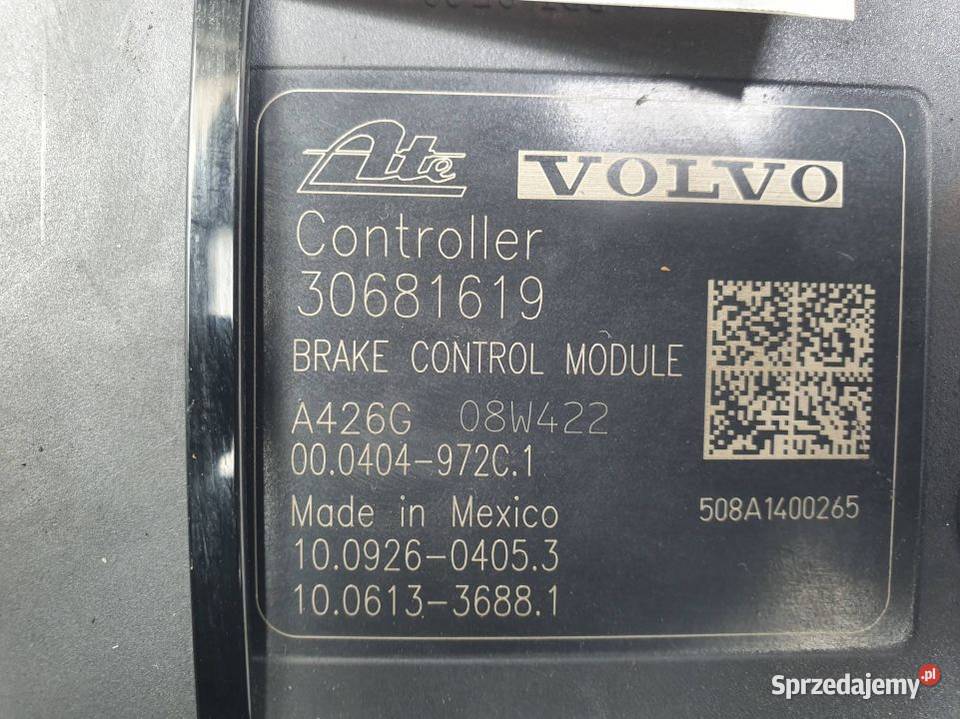 Ate VOLVO
Controller
30681619
BRAKE CONTROL MODULE
A426G 08W422
00.0404-972C.1
Made in Mexico 508A1400265
10.0926-0405.3
10.0613-3688.1
Sprzedajemy.pl